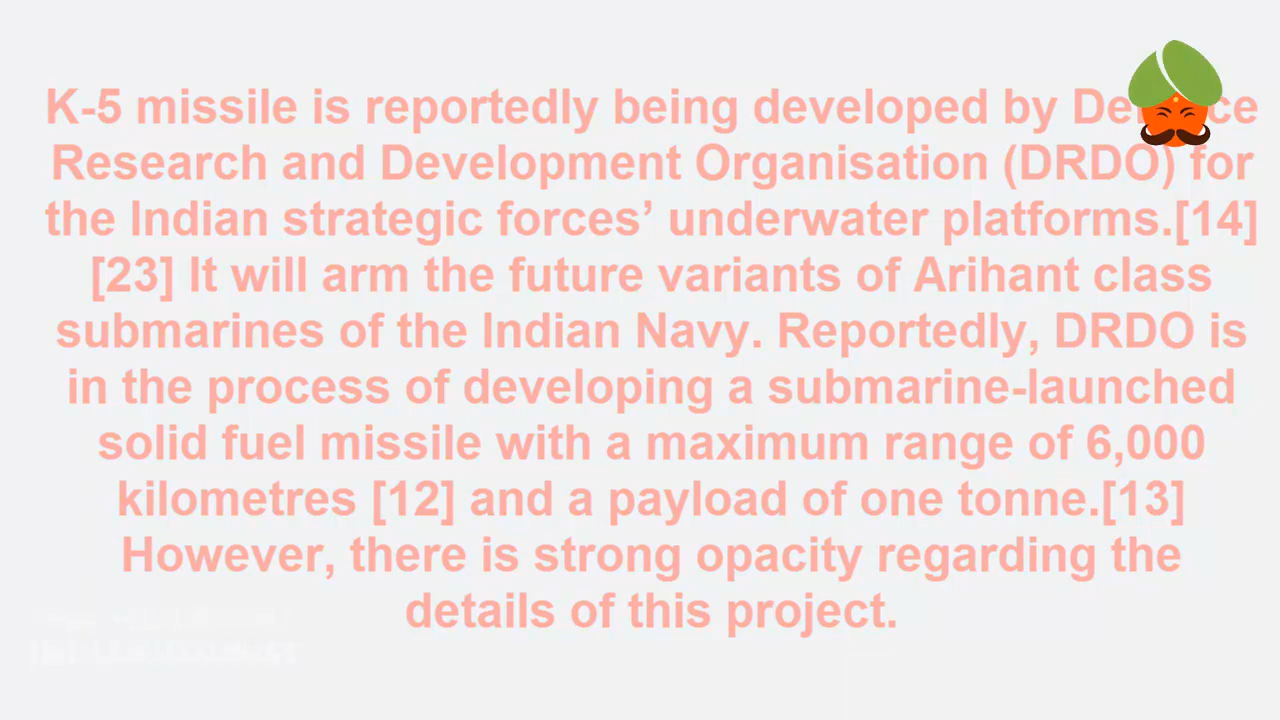 K-5 missile is reportedly being developed by
Research and Development Organisation (DRDO) for
the Indian strategic forces’ underwater platforms.[14]
[23] It will arm the future variants of Arihant class
submarines of the Indian Navy. Reportedly, DRDO is
in the process of developing a submarine-launched
solid fuel missile with a maximum range of 6,000
kilometres [12] and a payload of one tonne.[13]
However, there is strong opacity regarding the
details of this project.